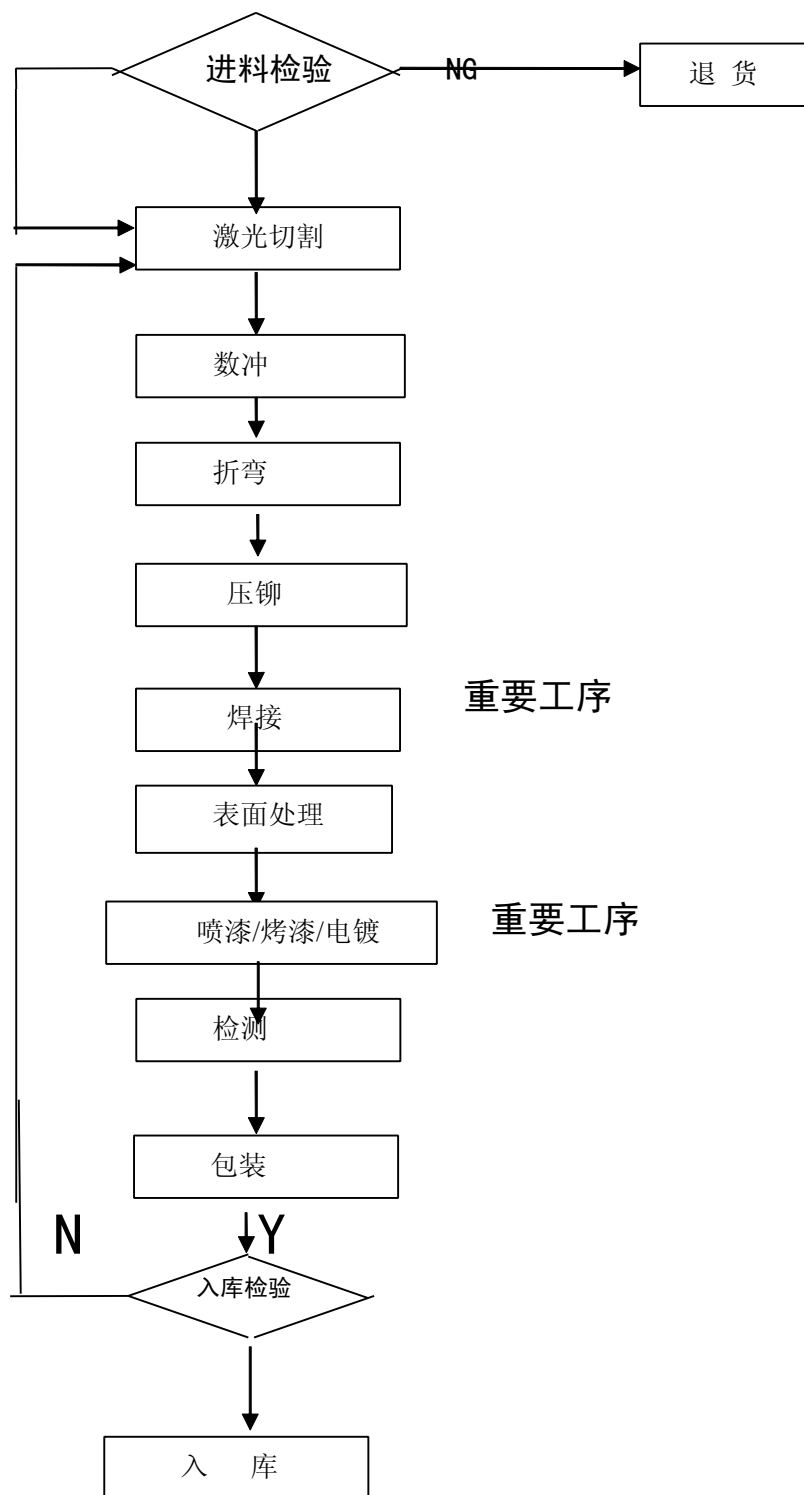 进料检验
NG
退 货
激光切割
数冲
折弯
压铆
重要工序
焊接
表面处理
重要工序
喷漆/烤漆/电镀
检测
包装
N
Y
入库检验
入 库